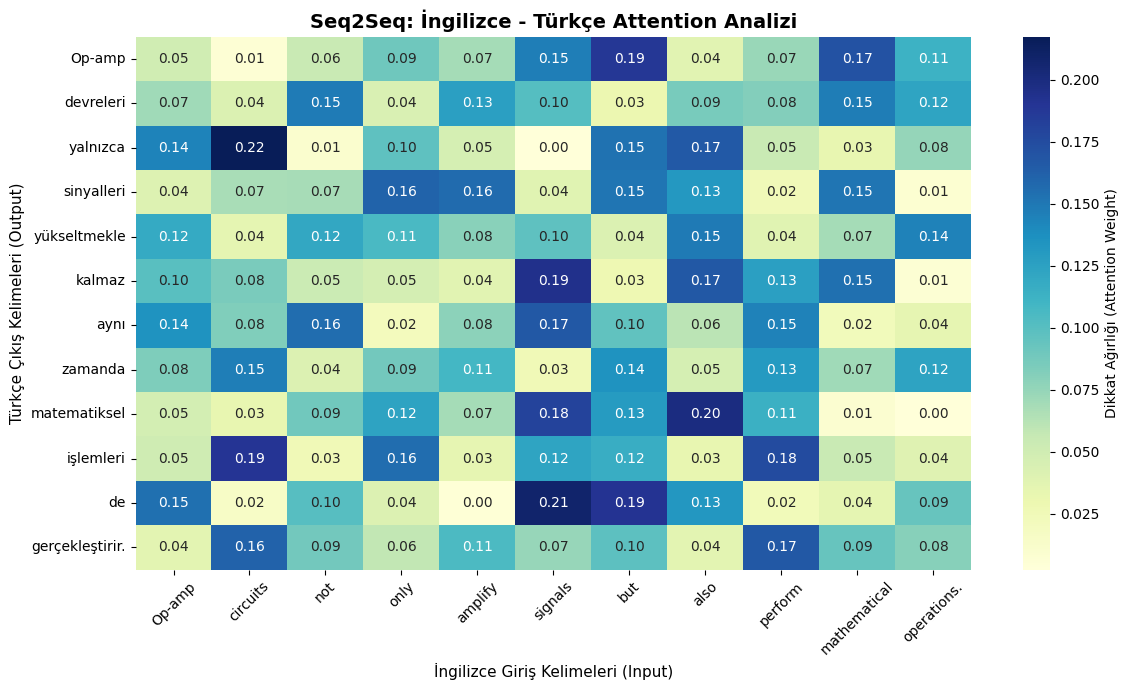 Seq2Seq: İngilizce - Türkçe Attention Analizi
Türkçe Çıkış Kelimeleri (Output)
Op-amp 0.05 0.01 0.06 0.09 0.07 0.15 0.19 0.04 0.07 0.17 0.11
devreleri 0.07 0.04 0.15 0.04 0.13 0.10 0.03 0.09 0.08 0.15 0.12
yalnızca 0.14 0.22 0.01 0.10 0.05 0.00 0.15 0.17 0.05 0.03 0.08
sinyalleri 0.04 0.07 0.07 0.16 0.16 0.04 0.15 0.13 0.02 0.15 0.01
yükseltmekle 0.12 0.04 0.12 0.11 0.08 0.10 0.04 0.15 0.04 0.07 0.14
kalmaz 0.10 0.08 0.05 0.05 0.04 0.19 0.03 0.17 0.13 0.15 0.01
aynı 0.14 0.08 0.16 0.02 0.08 0.17 0.10 0.06 0.15 0.02 0.04
zamanda 0.08 0.15 0.04 0.09 0.11 0.03 0.14 0.05 0.13 0.07 0.12
matematiksel 0.05 0.03 0.09 0.12 0.07 0.18 0.13 0.20 0.11 0.01 0.00
işlemleri 0.05 0.19 0.03 0.16 0.03 0.12 0.12 0.03 0.18 0.05 0.04
de 0.15 0.02 0.10 0.04 0.00 0.21 0.19 0.13 0.02 0.04 0.09
gerçekleştirir. 0.04 0.16 0.09 0.06 0.11 0.07 0.10 0.04 0.17 0.09 0.08
Op-amp circuits not only amplify signals but also perform mathematical operations.
İngilizce Giriş Kelimeleri (Input)
0.200
0.175
0.150
0.125
0.100
0.075
0.050
0.025
Dikkat Ağırlığı (Attention Weight)